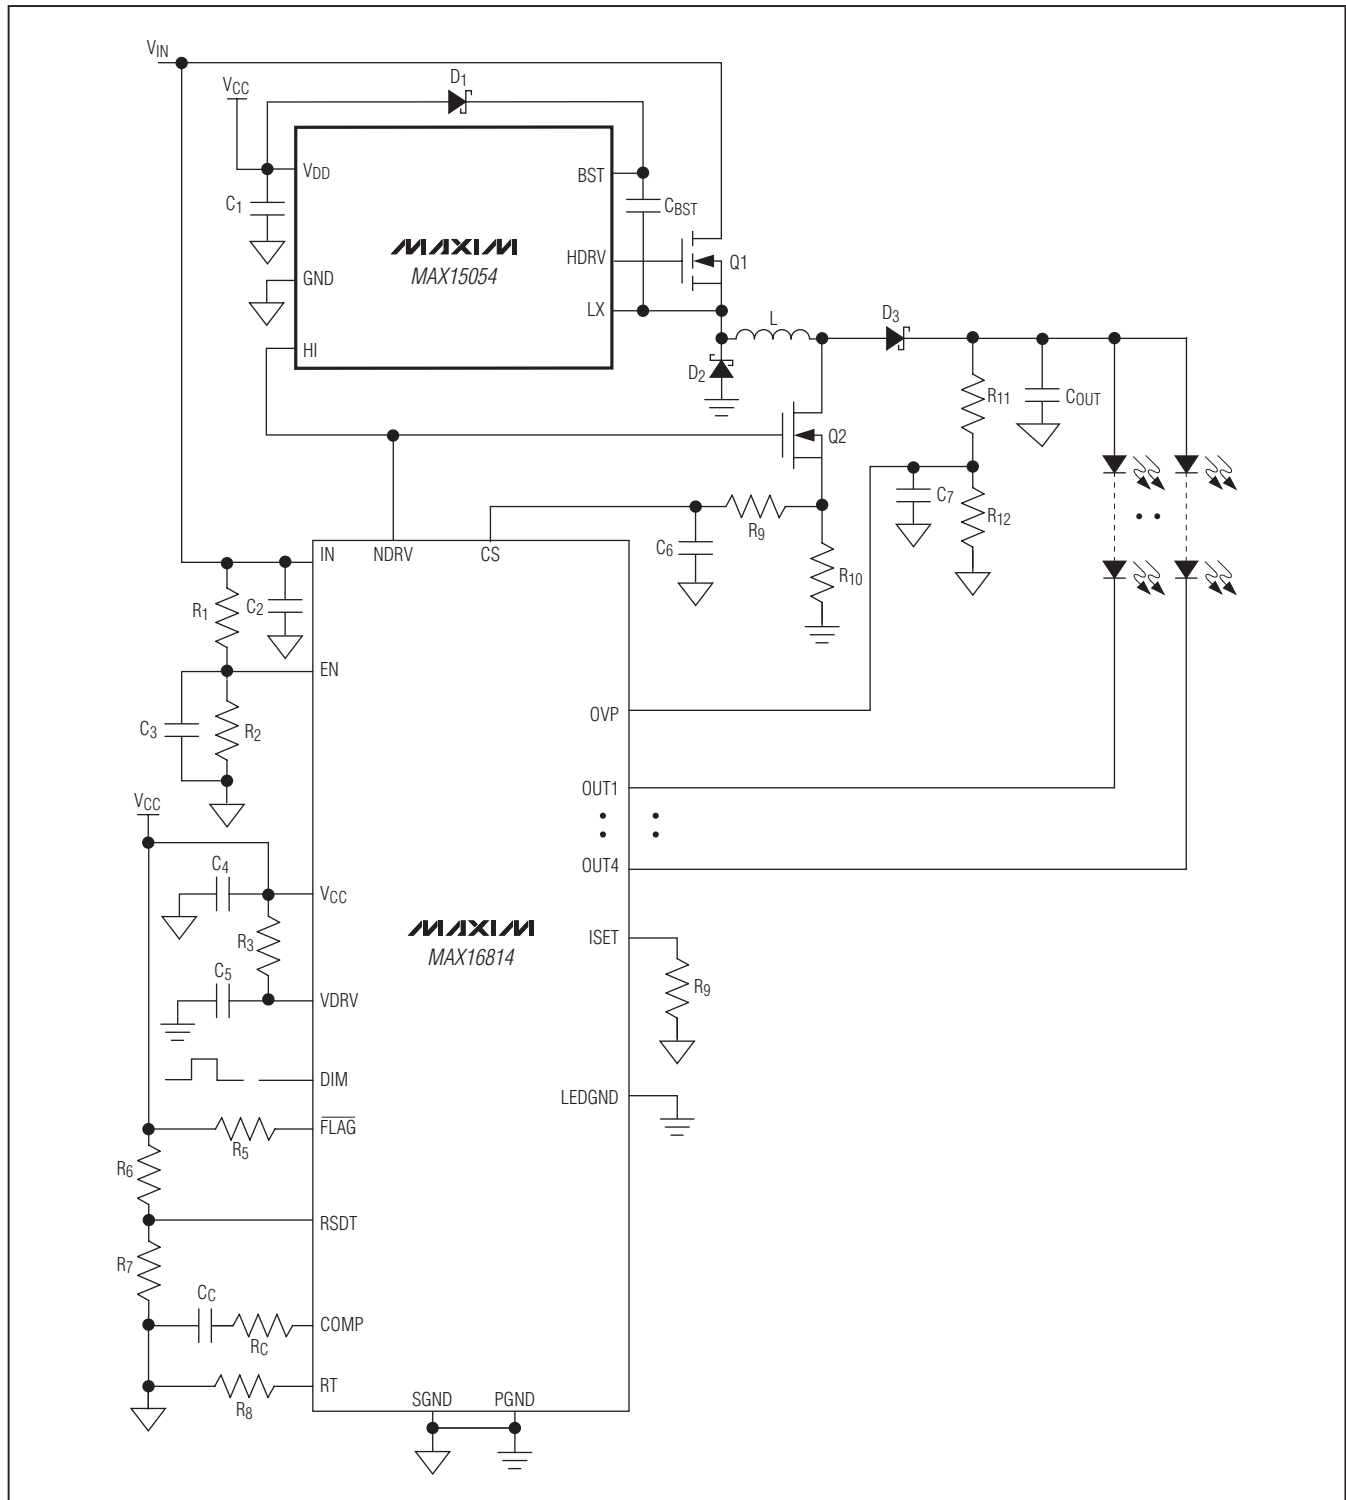 VIN
VCC
D1
VDD
BST
C1
CBST
MAXIM
MAX15054
HDRV
Q1
GND
LX
L
D3
HI
D2
R11
COUT
Q2
C7
R12
R9
C6
R10
IN
NDRV
CS
R1
C2
EN
C3
R2
OVP
OUT1
VCC
C4
OUT4
VCC
R3
MAXIM
MAX16814
ISET
C5
R9
VDRV
DIM
LEDGND
FLAG
R5
R6
RSDT
R7
CC
COMP
RC
RT
R8
SGND
PGND